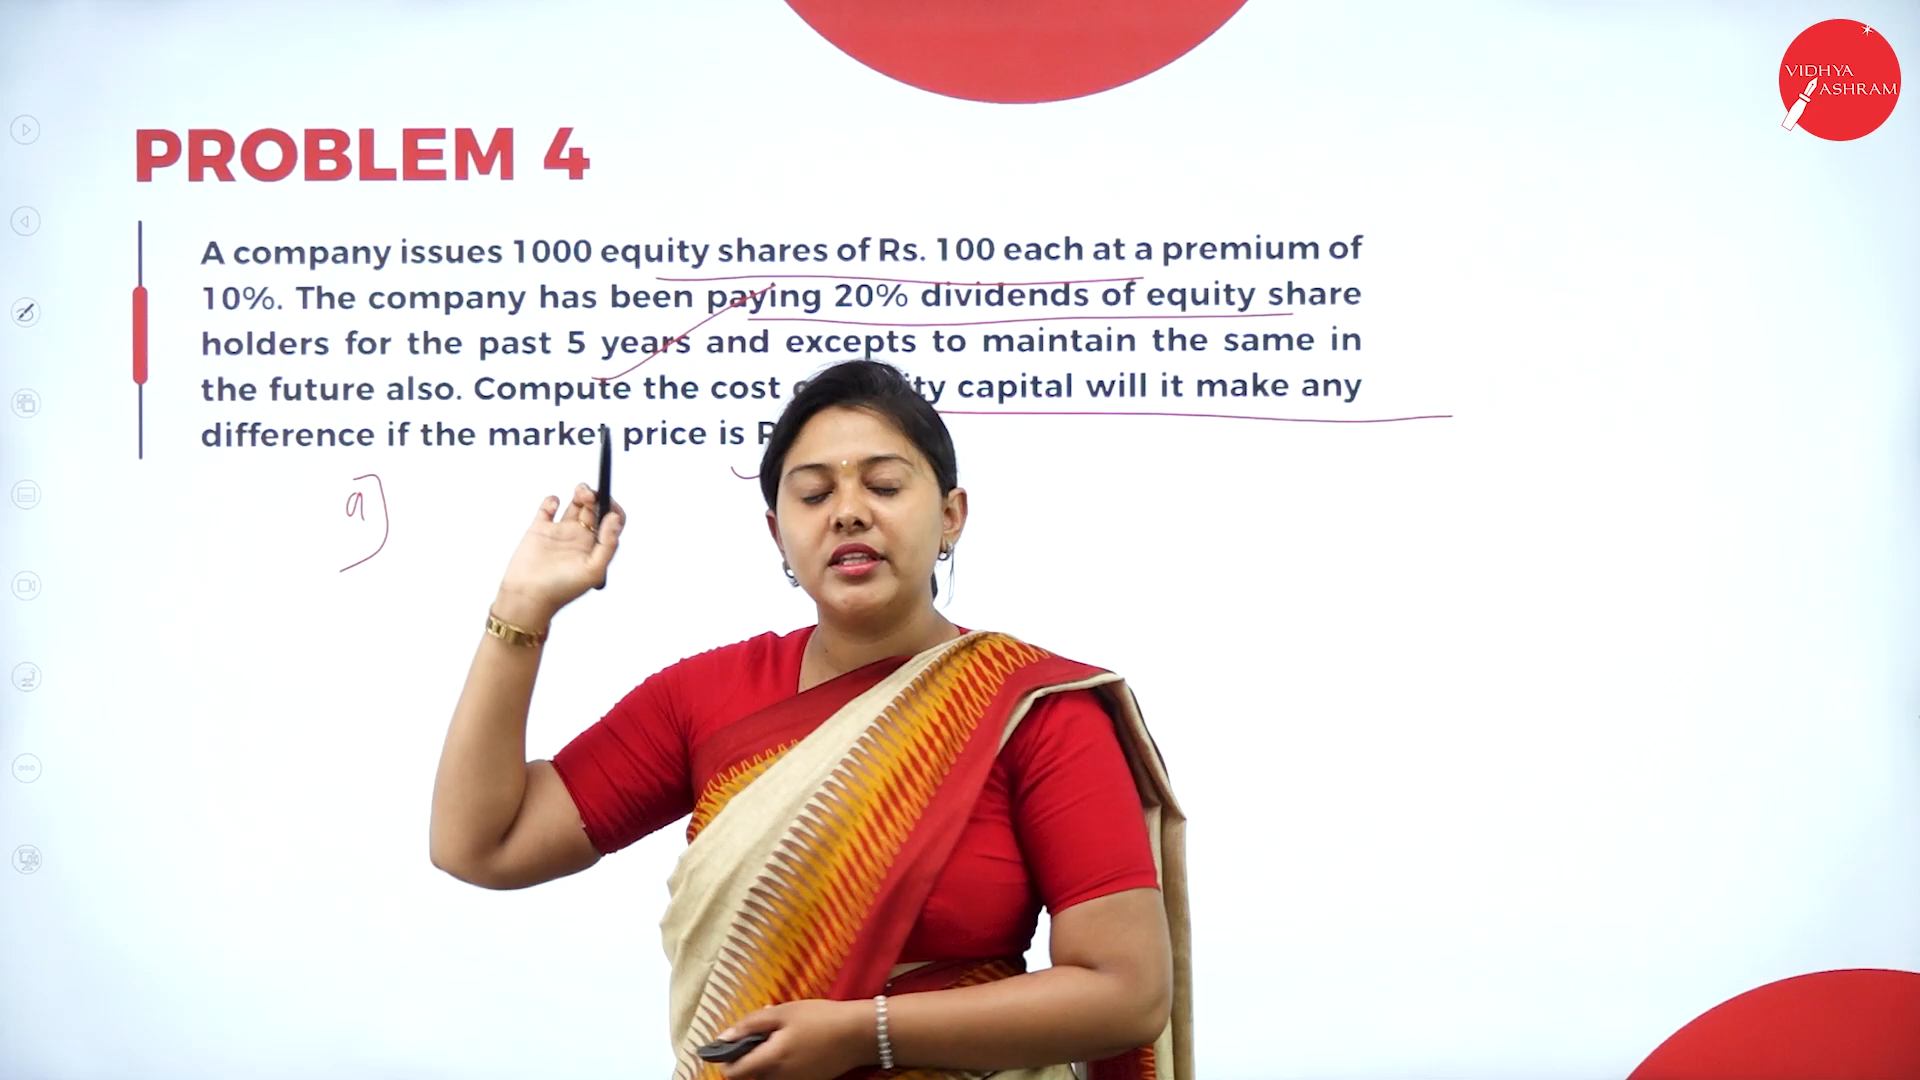 VIDHYA
ASHRAM
PROBLEM 4
A company issues 1000 equity shares of Rs. 100 each at a premium of
10%. The company has been paying 20% dividends of equity share
holders for the past 5 years and excepts to maintain the same in
the future also. Compute the cost capital will it make any
difference if the market price is
a)